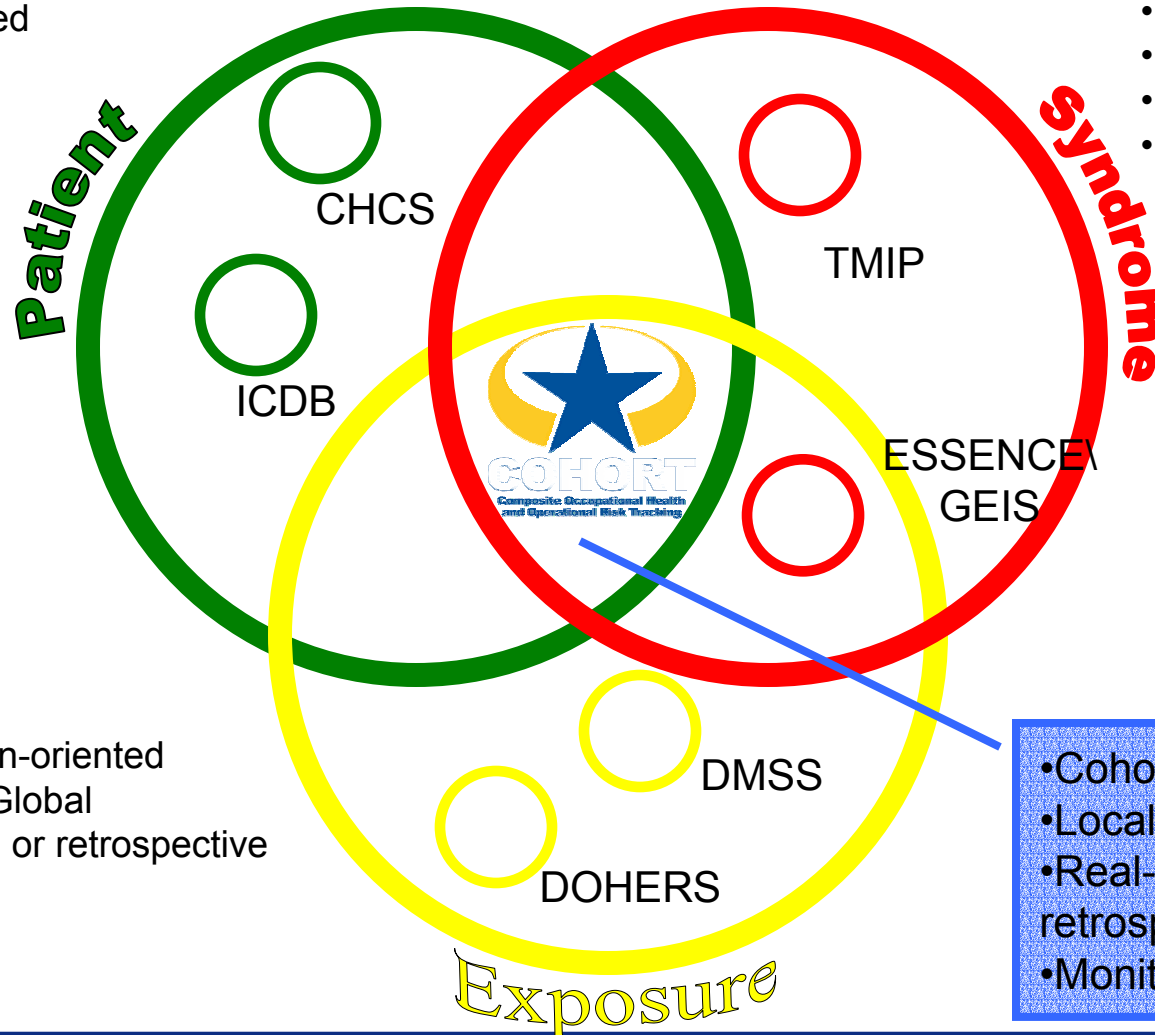 ed
•
•
•
•
Patient
Syndrome
CHCS
TMIP
ICDB
ESSENCE\
GEIS
COHORT
Composite Occupational Health
and Operational Risk Tracking
n-oriented
Global
or retrospective
DMSS
DOHERS
Exposure
•Coho
•Local
•Real-
retrosp
•Monit